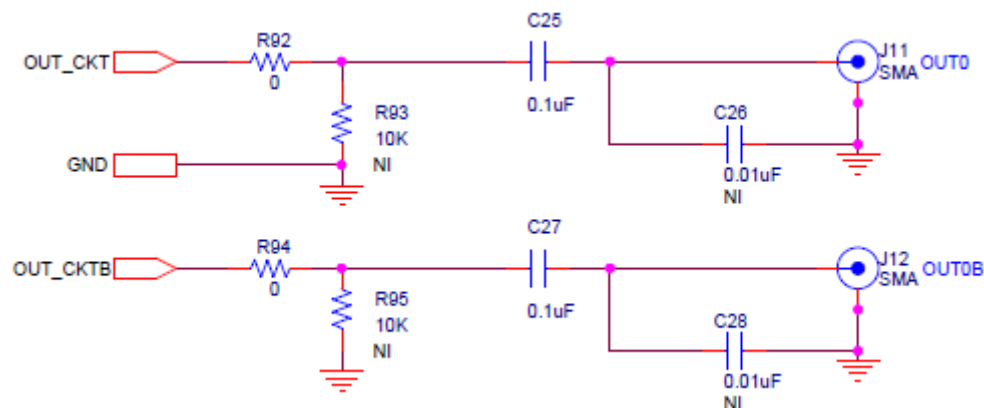 C25
R92
J11
OUT_CKT
SMA OUT0
0
0.1uF
R93
C26
10K
GND
NI
0.01uF
NI
C27
R94
J12
OUT_CKTB
SMA OUT0B
0
R95
0.1uF
10K
C28
NI
0.01uF
NI